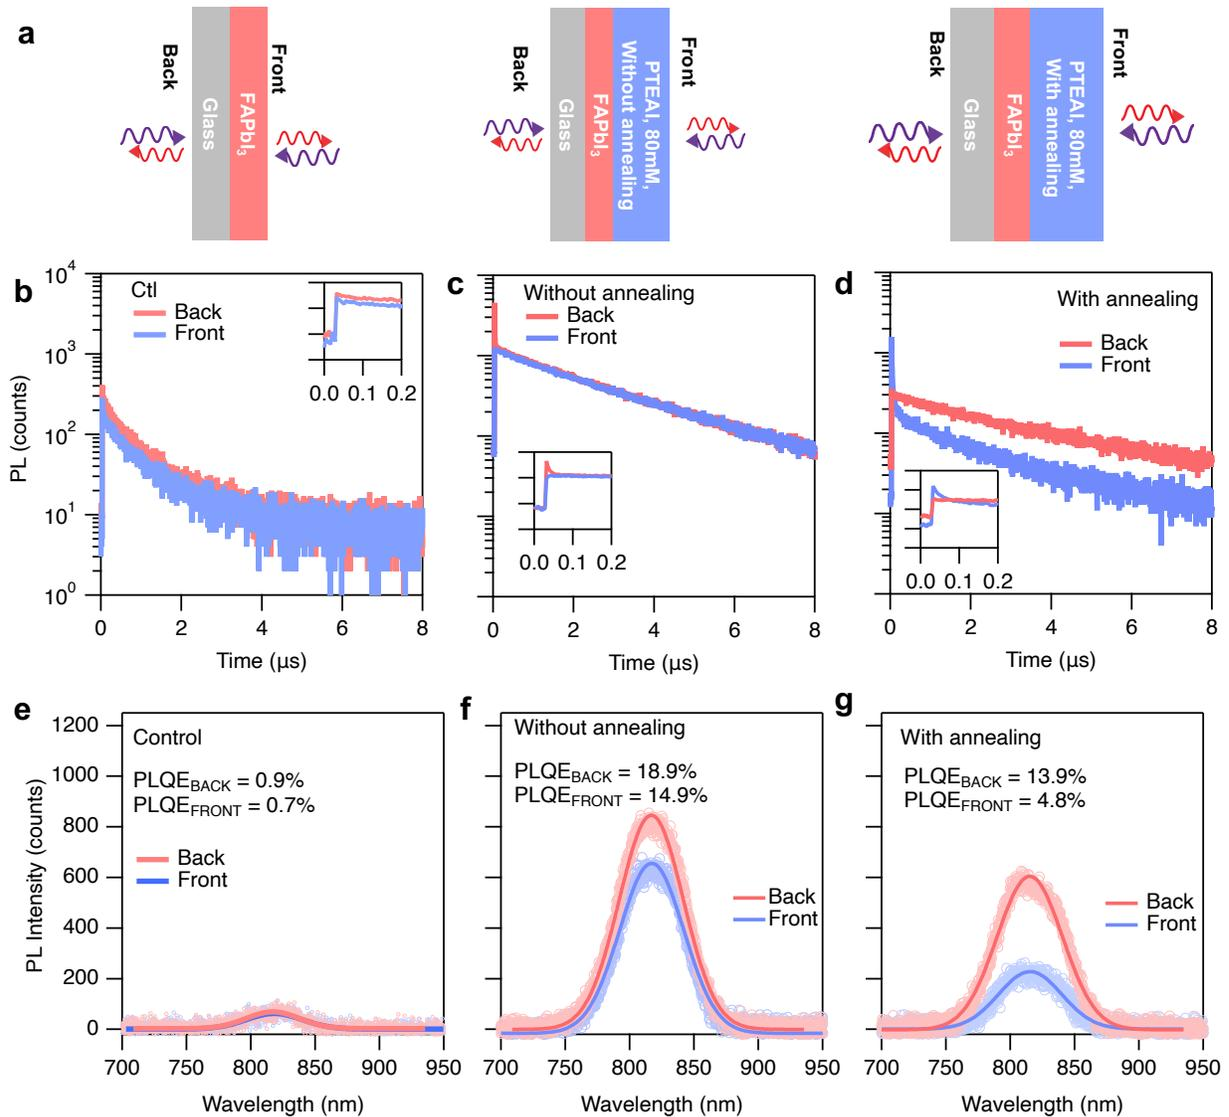 a
Back
Glass
FAPbI3
Front
Back
Glass
FAPbI3
PTEAI, 80mM,
Without annealing
Front
Back
Glass
FAPbI3
PTEAI, 80mM,
With annealing
Front
b
PL (counts)
10^4
10^3
10^2
10^1
10^0
Ctl
Back
Front
0.0 0.1 0.2
0 2 4 6 8
Time (µs)
c
Without annealing
Back
Front
0.0 0.1 0.2
0 2 4 6 8
Time (µs)
d
With annealing
Back
Front
0.0 0.1 0.2
0 2 4 6 8
Time (µs)
e
PL Intensity (counts)
1200
1000
800
600
400
200
0
Control
PLQE_BACK = 0.9%
PLQE_FRONT = 0.7%
Back
Front
700 750 800 850 900 950
Wavelength (nm)
f
Without annealing
PLQE_BACK = 18.9%
PLQE_FRONT = 14.9%
Back
Front
700 750 800 850 900 950
Wavelength (nm)
g
With annealing
PLQE_BACK = 13.9%
PLQE_FRONT = 4.8%
Back
Front
700 750 800 850 900 950
Wavelength (nm)